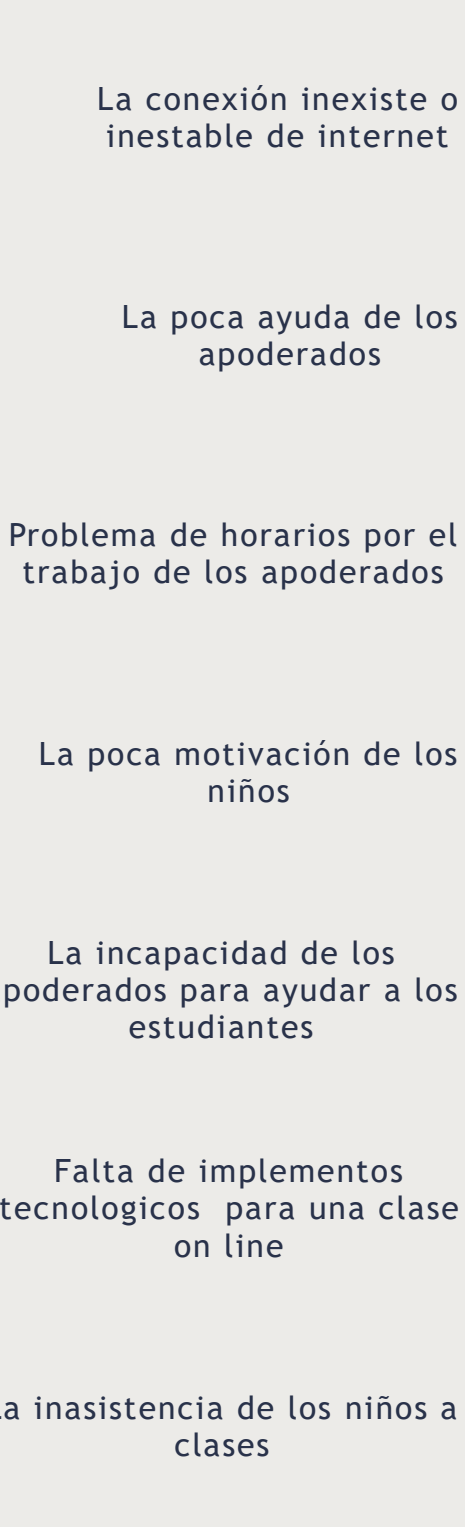 La conexión inexiste o
inestable de internet
La poca ayuda de los
apoderados
Problema de horarios por el
trabajo de los apoderados
La poca motivación de los
niños
La incapacidad de los
poderados para ayudar a los
estudiantes
Falta de implementos
tecnologicos  para una clase
on line
a inasistencia de los niños a
clases